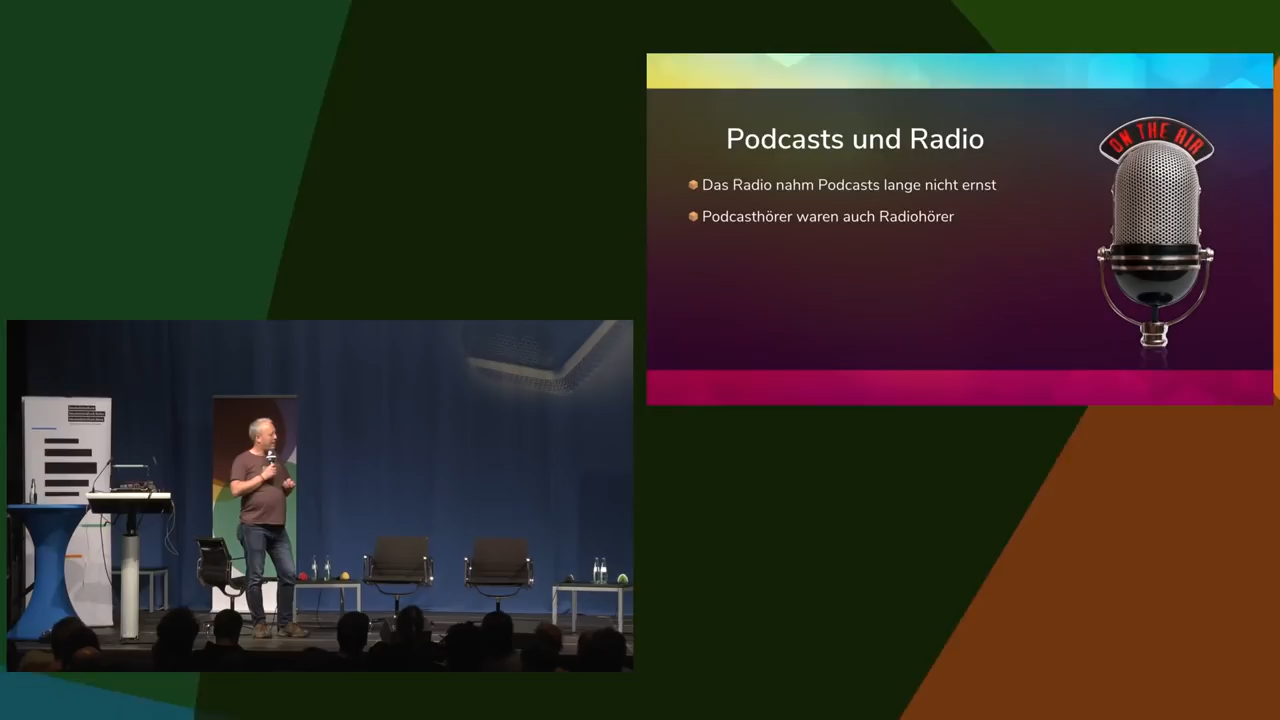 ON THE AIR
Podcasts und Radio
Das Radio nahm Podcasts lange nicht ernst
Podcasthörer waren auch Radiohörer